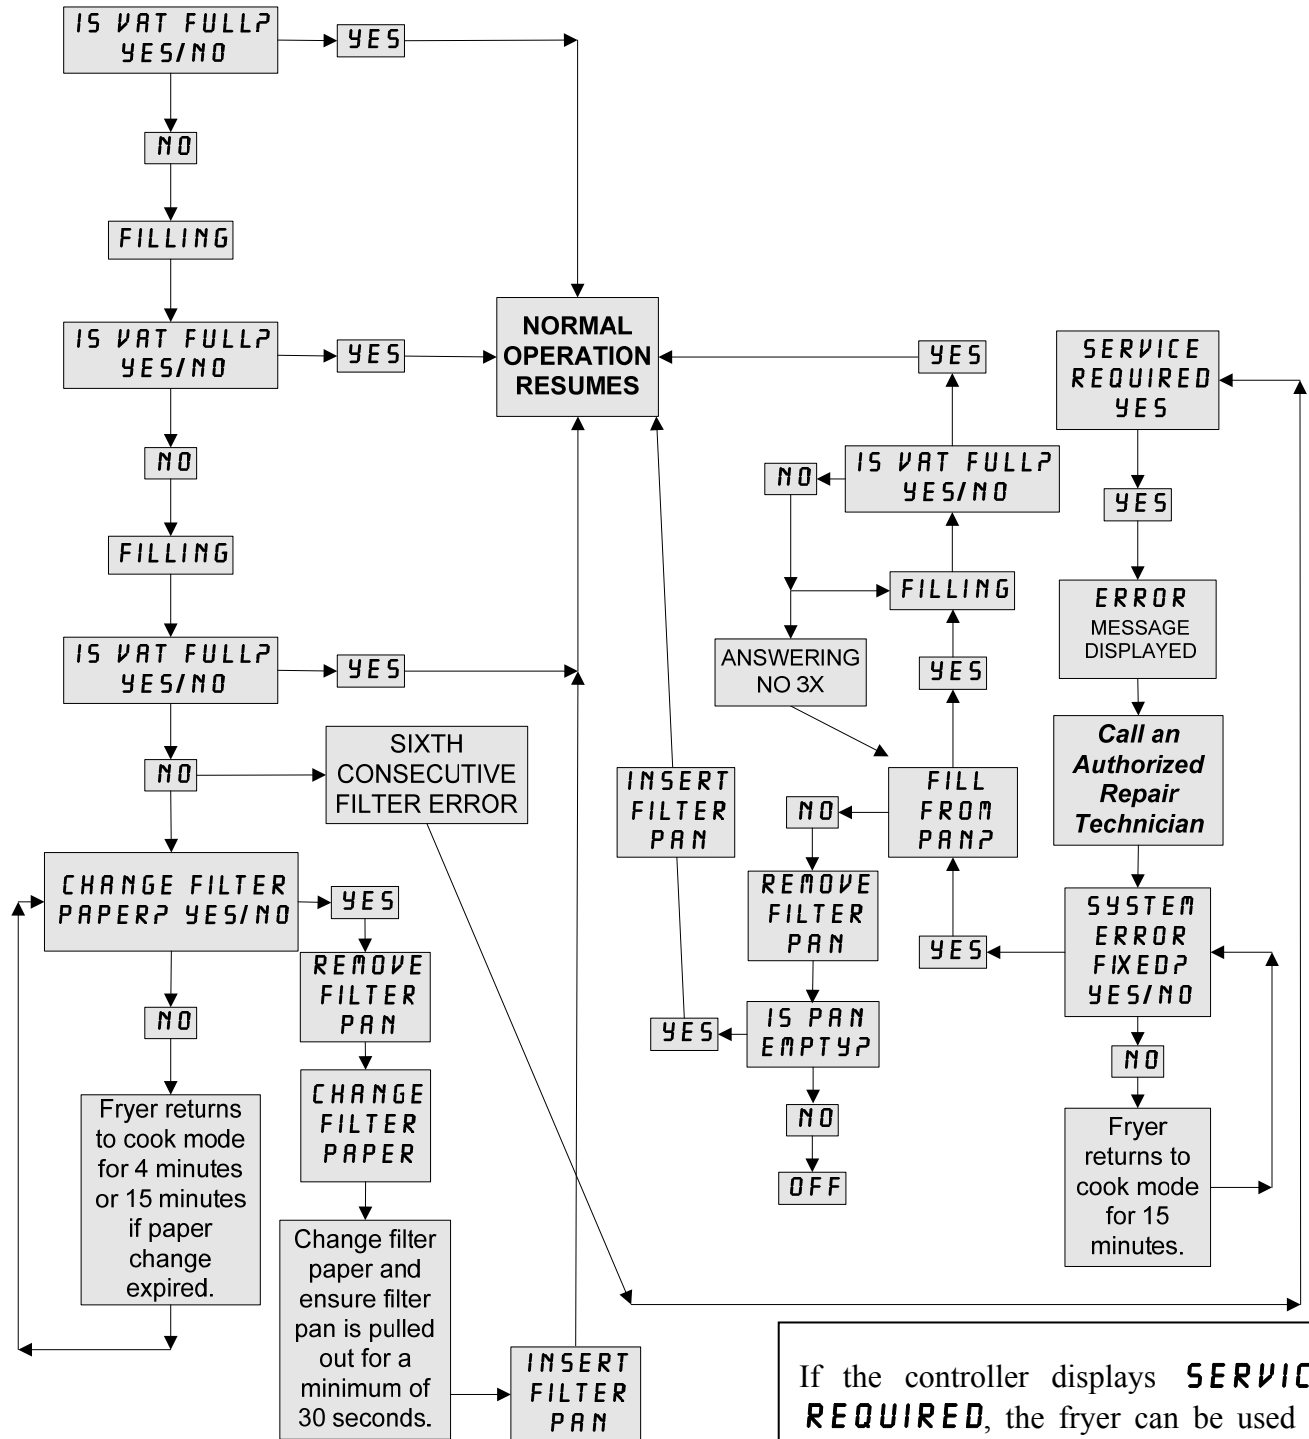 IS VAT FULL?
YES/NO
YES
NO
FILLING
IS VAT FULL?
YES/NO
YES
NO
FILLING
IS VAT FULL?
YES/NO
YES
NO
SIXTH
CONSECUTIVE
FILTER ERROR
CHANGE FILTER
PAPER? YES/NO
YES
REMOVE
FILTER
PAN
CHANGE
FILTER
PAPER
Change filter
paper and
ensure filter
pan is pulled
out for a
minimum of
30 seconds.
INSERT
FILTER
PAN
NO
Fryer returns
to cook mode
for 4 minutes
or 15 minutes
if paper
change
expired.
NORMAL
OPERATION
RESUMES
YES
IS VAT FULL?
YES/NO
NO
FILLING
ANSWERING
NO 3X
YES
FILL
FROM
PAN?
NO
REMOVE
FILTER
PAN
IS PAN
EMPTY?
YES
INSERT
FILTER
PAN
NO
OFF
SERVICE
REQUIRED
YES
YES
ERROR
MESSAGE
DISPLAYED
Call an
Authorized
Repair
Technician
SYSTEM
ERROR
FIXED?
YES/NO
YES
NO
Fryer
returns to
cook mode
for 15
minutes.
If the controller displays SERVIC
REQUIRED, the fryer can be used